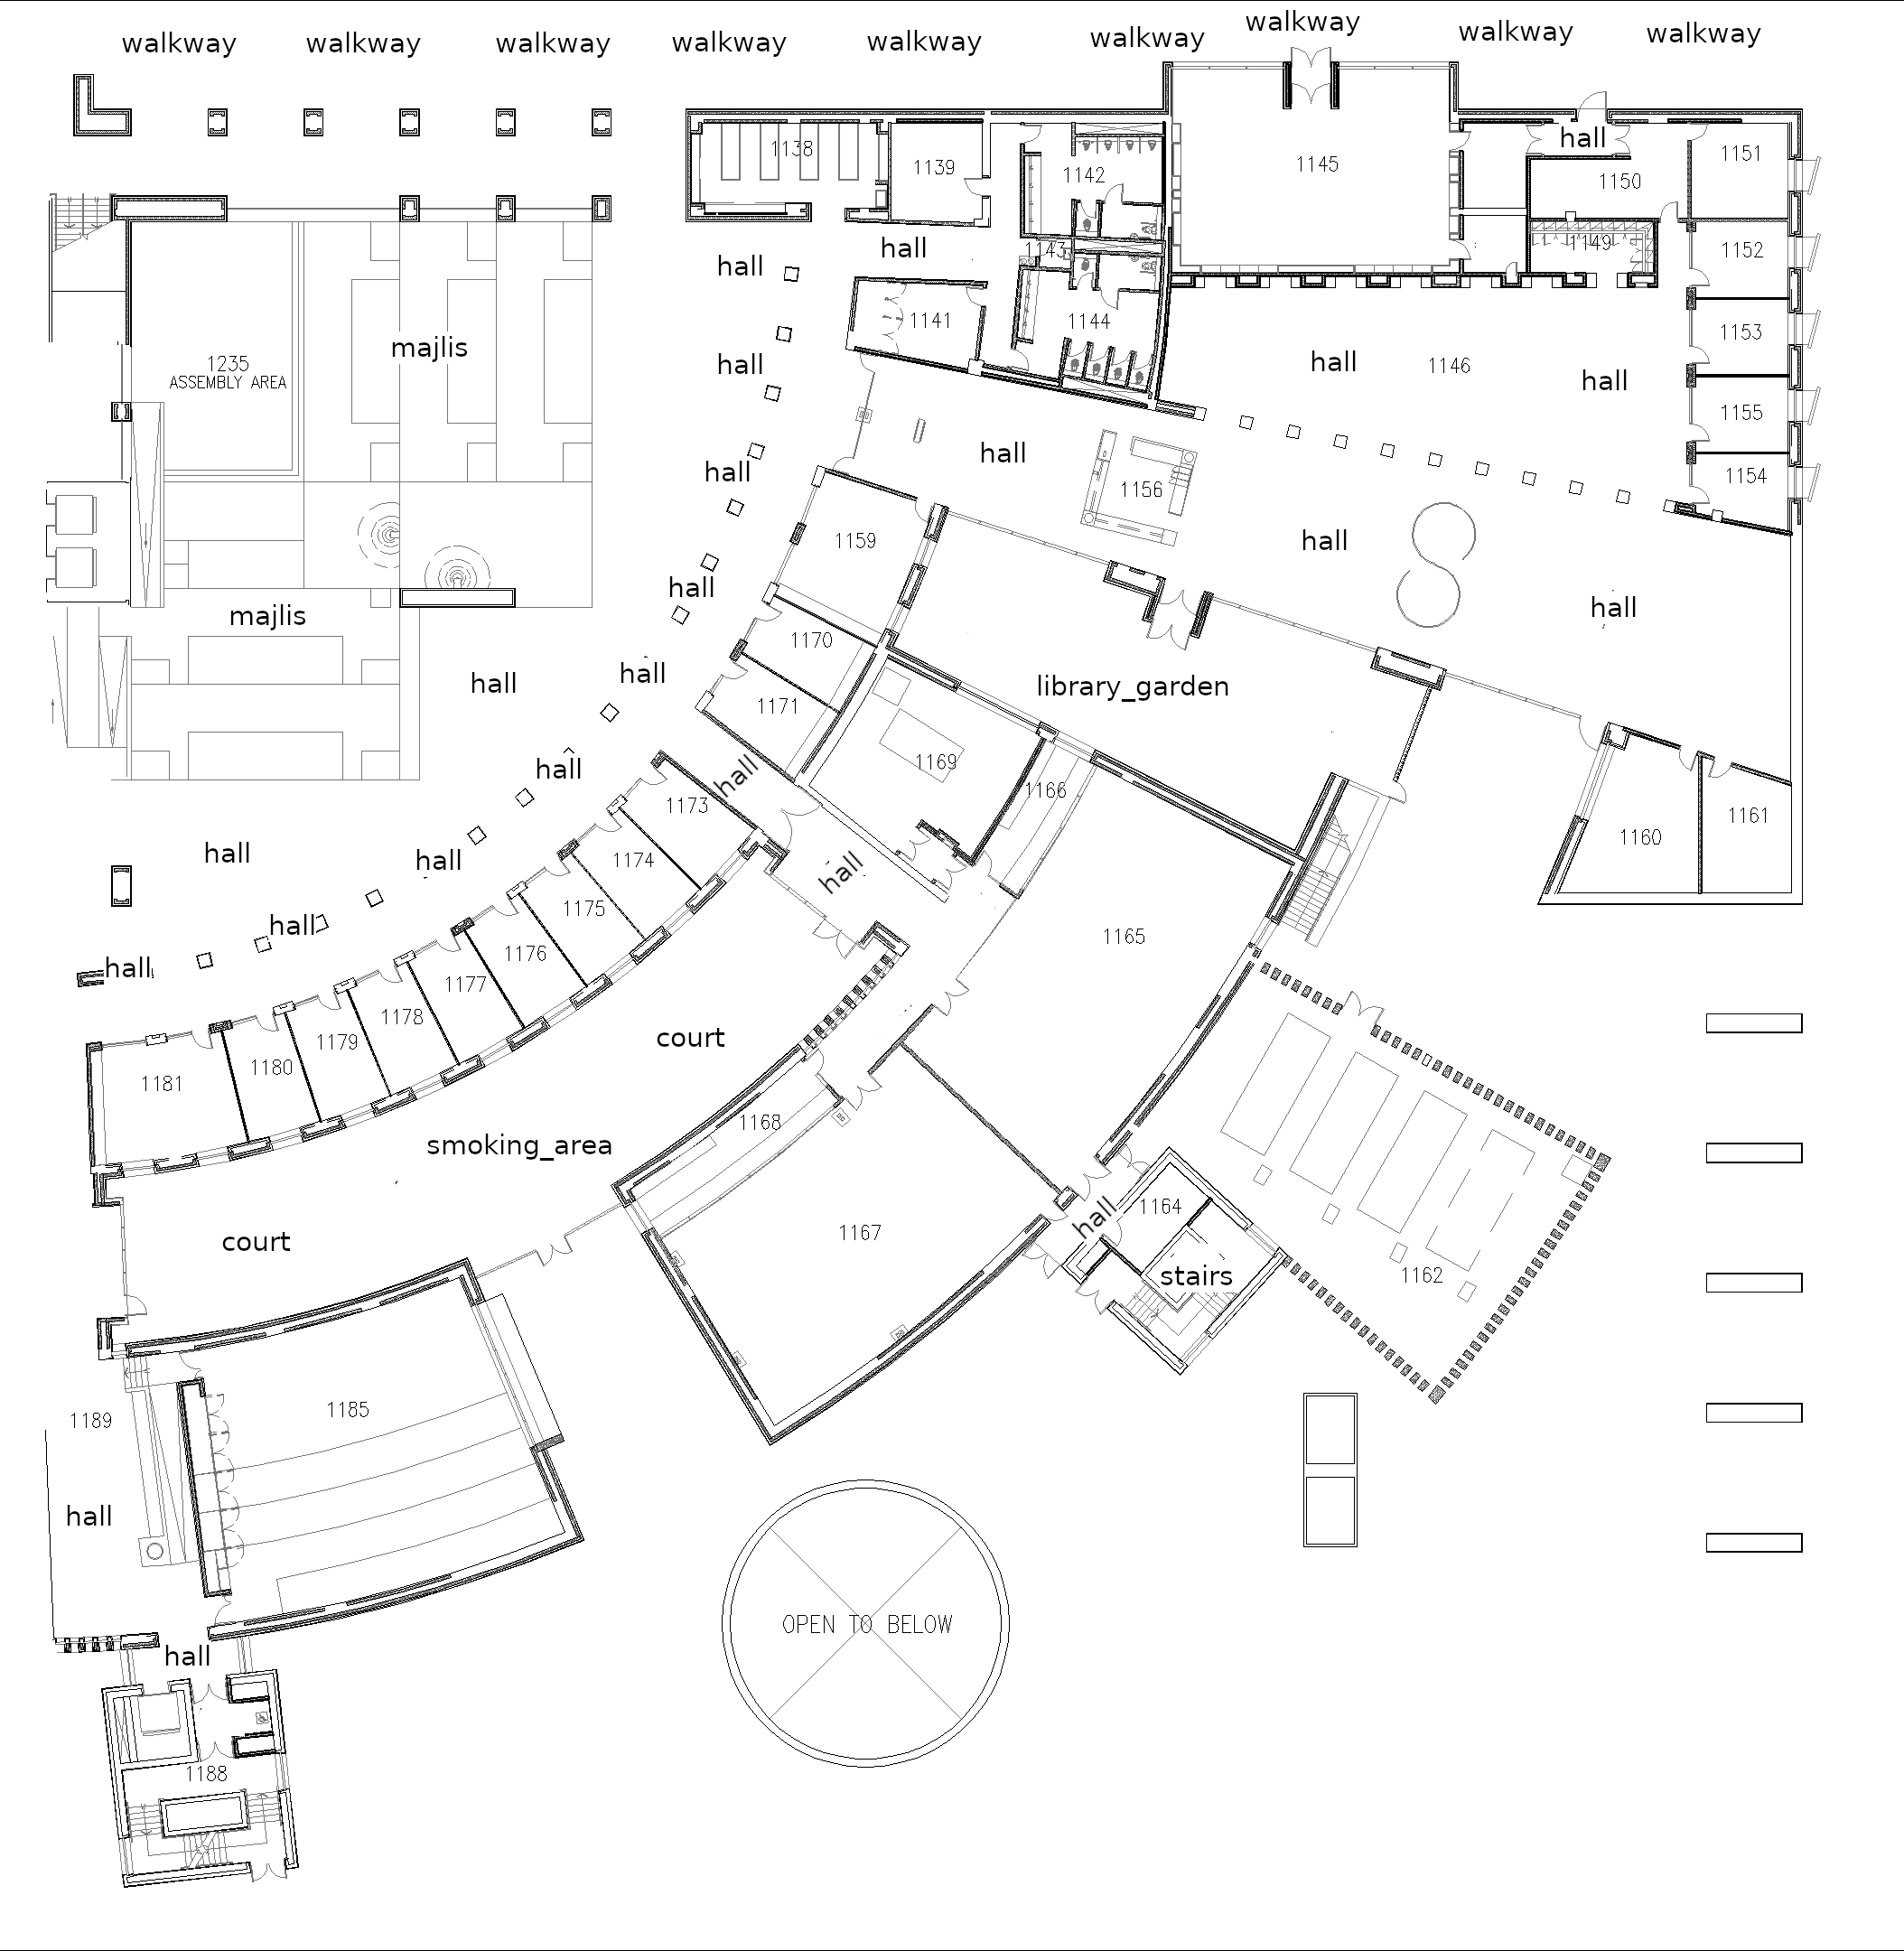 walkway
walkway
walkway
walkway
walkway
walkway
walkway
walkway
walkway
1138
1139
1142
1145
hall
1151
1150
hall
hall
1143
1149
1152
1141
1144
majlis
hall
hall
1146
hall
1153
1235
ASSEMBLY AREA
1155
hall
hall
1156
1154
1159
hall
hall
hall
majlis
1170
hall
hall
library_garden
1171
hall
hall
1169
1166
1173
1160
1161
hall
hall
1174
hall
1175
hall
1165
hall
1176
1177
1178
1179
court
1180
1181
1168
smoking_area
1164
hall
1167
court
stairs
1162
1189
1185
hall
OPEN TO BELOW
hall
1188